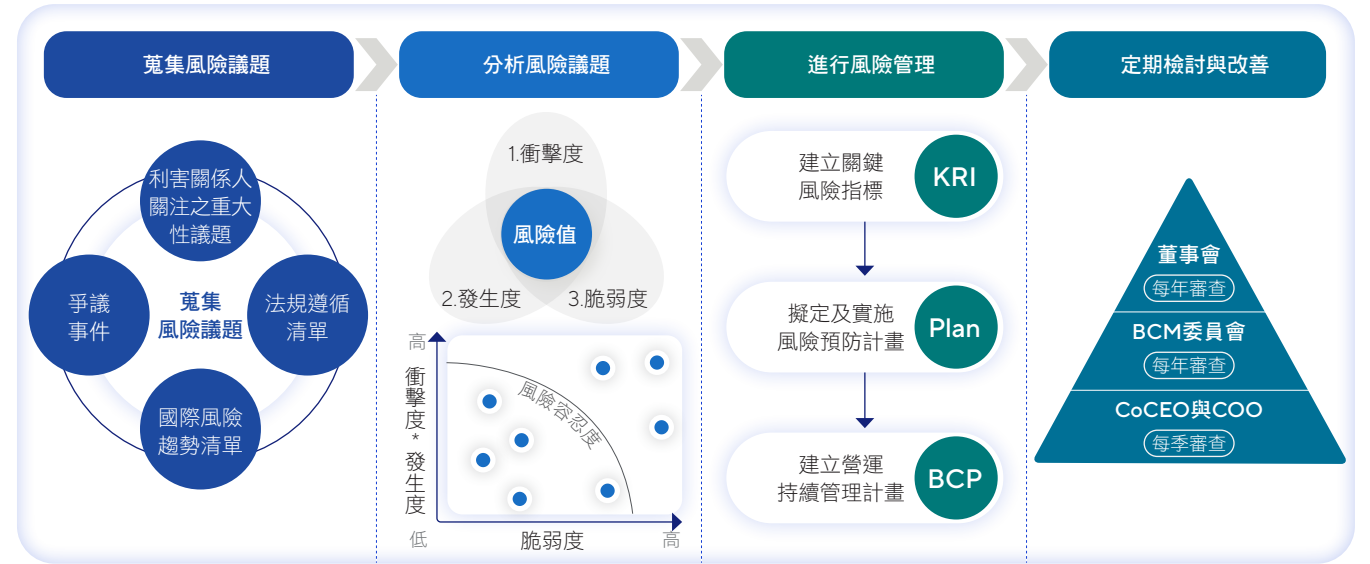 蒐集風險議題
分析風險議題
進行風險管理
定期檢討與改善
利害關係人
關注之重大
性議題
爭議
事件
蒐集
風險議題
法規遵循
清單
國際風險
趨勢清單
1.衝擊度
風險值
2.發生度
3.脆弱度
高
衝擊度*發生度
風險容忍度
低
脆弱度
高
建立關鍵
風險指標
KRI
擬定及實施
風險預防計畫
Plan
建立營運
持續管理計畫
BCP
董事會
每年審查
BCM委員會
每年審查
CoCEO與COO
每季審查